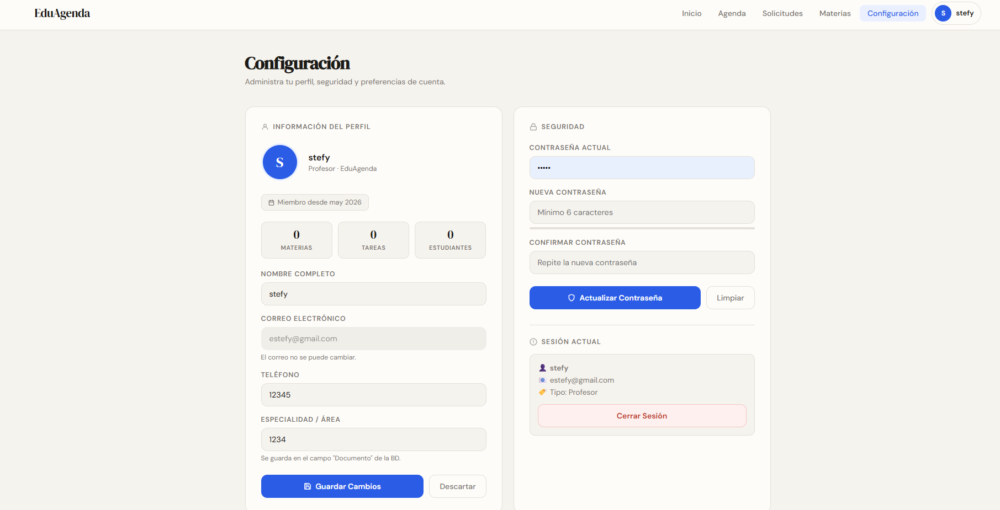 EduAgenda
Inicio Agenda Solicitudes Materias Configuración S stefy
Configuración
Administra tu perfil, seguridad y preferencias de cuenta.
INFORMACIÓN DEL PERFIL
S
stefy
Profesor · EduAgenda
Miembro desde may 2026
0 0 0
MATERIAS TAREAS ESTUDIANTES
NOMBRE COMPLETO
stefy
CORREO ELECTRÓNICO
estefy@gmail.com
El correo no se puede cambiar.
TELÉFONO
12345
ESPECIALIDAD / ÁREA
1234
Se guarda en el campo "Documento" de la BD.
Guardar Cambios Descartar
SEGURIDAD
CONTRASEÑA ACTUAL
•••••
NUEVA CONTRASEÑA
Mínimo 6 caracteres
CONFIRMAR CONTRASEÑA
Repite la nueva contraseña
Actualizar Contraseña Limpiar
SESIÓN ACTUAL
stefy
estefy@gmail.com
Tipo: Profesor
Cerrar Sesión